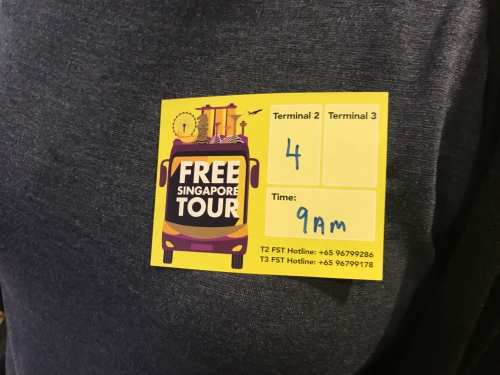 FREE
SINGAPORE
TOUR
Terminal 2
4
Terminal 3
Time:
9AM
T2 FST Hotline: +65 96799286
T3 FST Hotline: +65 96799178